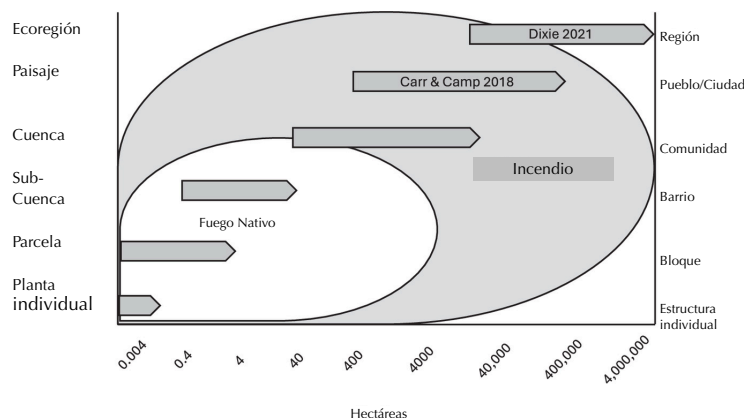 Ecoregión
Paisaje
Cuenca
Sub-
Cuenca
Parcela
Planta
individual
Dixie 2021
Carr & Camp 2018
Incendio
Fuego Nativo
Región
Pueblo/Ciudad
Comunidad
Barrio
Bloque
Estructura
individual
0.004
0.4
4
40
400
4000
40,000
400,000
4,000,000
Hectáreas